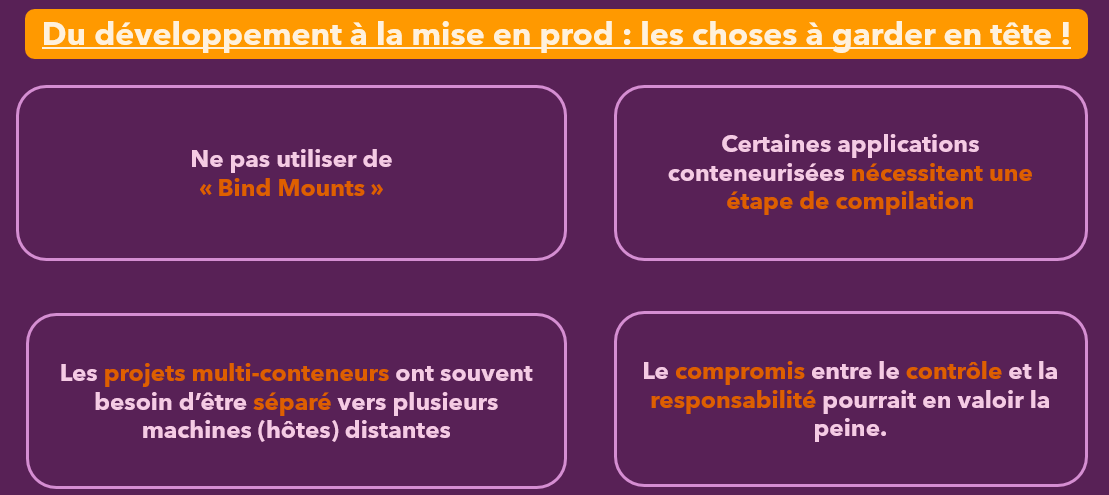 Du développement à la mise en prod : les choses à garder en tête !
Ne pas utiliser de
« Bind Mounts »
Certaines applications
conteneurisées nécessitent une
étape de compilation
Les projets multi-conteneurs ont souvent
besoin d’être séparé vers plusieurs
machines (hôtes) distantes
Le compromis entre le contrôle et la
responsabilité pourrait en valoir la
peine.